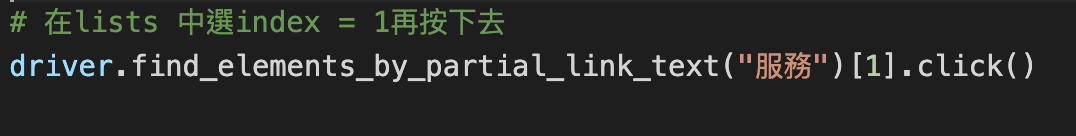 # 在lists 中選index = 1再按下去
driver.find_elements_by_partial_link_text("服務")[1].click()